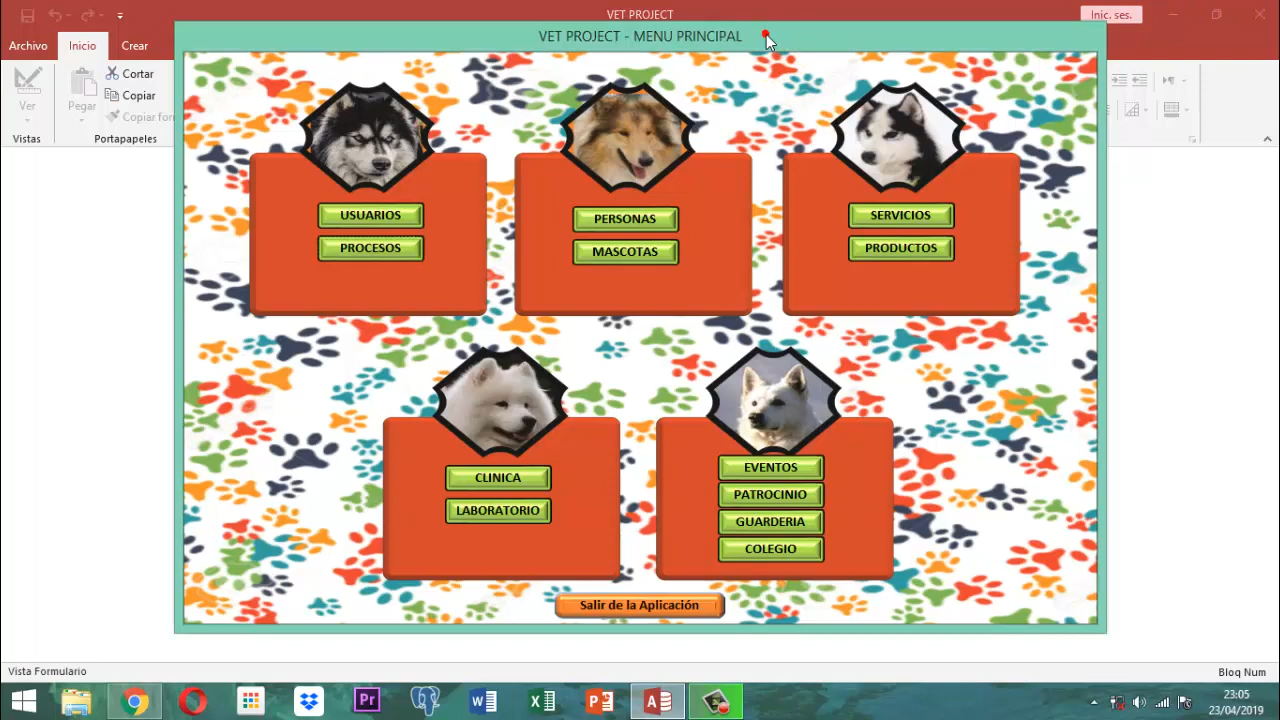 VET PROJECT
Inic. ses.
Archivo
Inicio
Crear
VET PROJECT - MENU PRINCIPAL
Ver
Pegar
Cortar
Copiar
Copiar for
Vistas
Portapapeles
USUARIOS
PROCESOS
PERSONAS
MASCOTAS
SERVICIOS
PRODUCTOS
CLINICA
LABORATORIO
EVENTOS
PATROCINIO
GUARDERIA
COLEGIO
Salir de la Aplicación
Vista Formulario
Bloq Num
23:05
23/04/2019